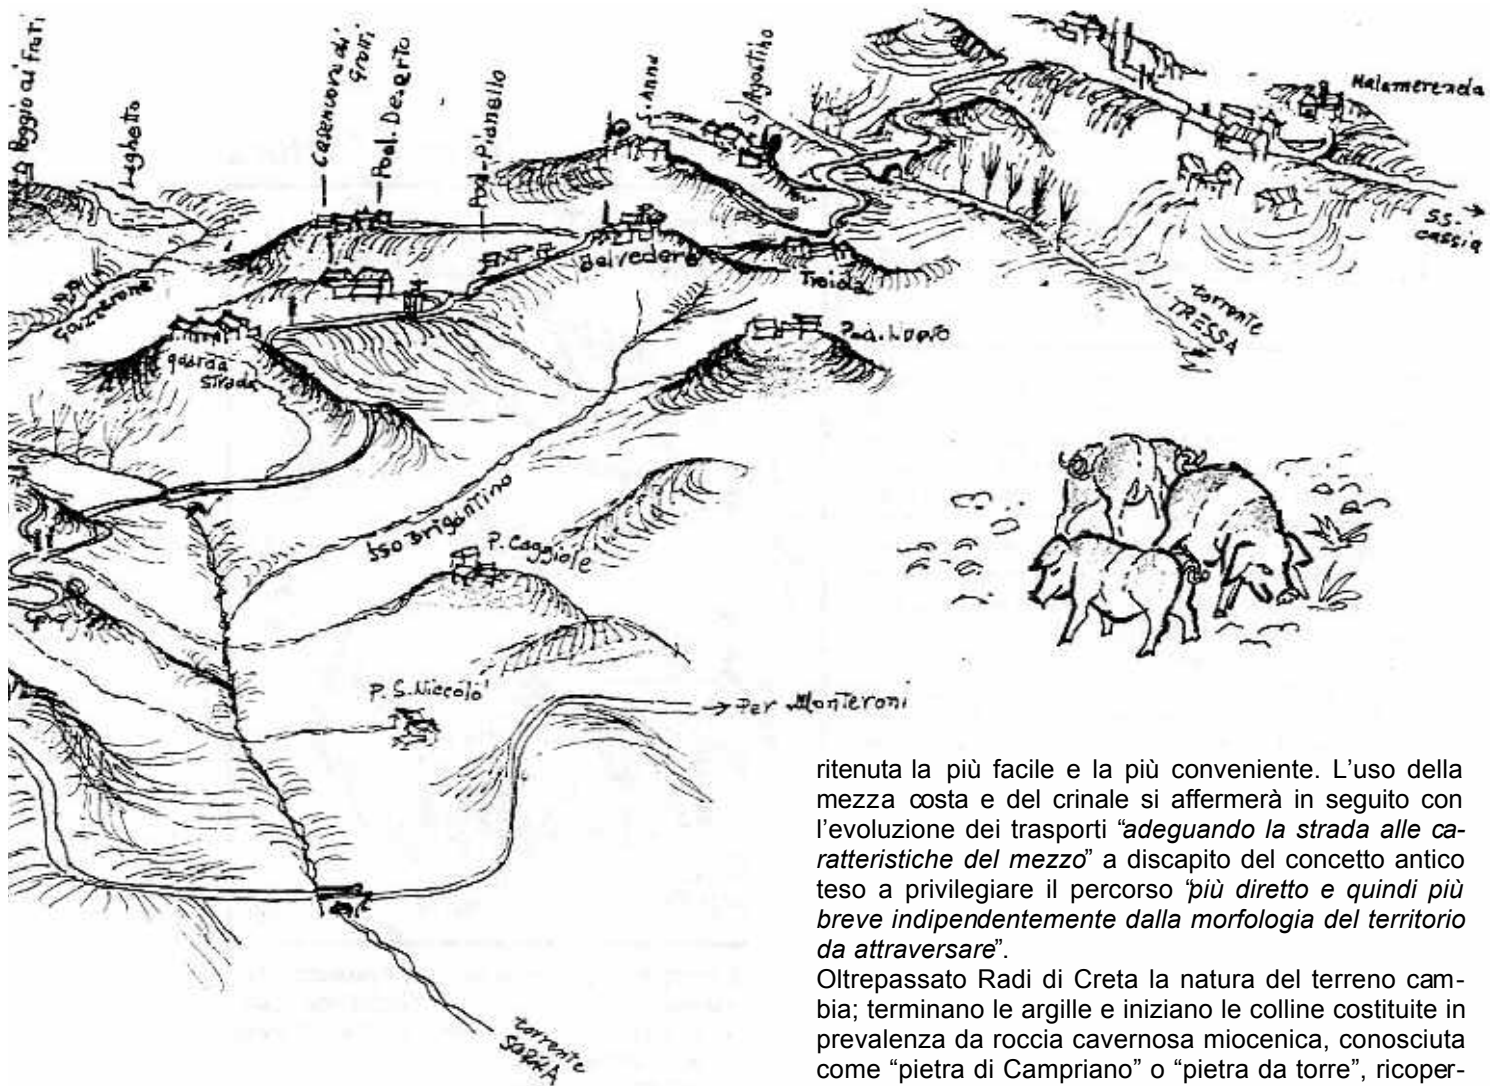 Poggio ai Frati
Laghetto
Casenuove di
Grotti
Pod. Deserto
Pod. Pianello
S. Anna
S. Agostino
Malamerenda
SS.
Cassia
Belvedere
Troiola
torrente
TRESSA
guarda
strada
Pod. Nuovo
sso Brigantino
P. Caggiole
P. S. Niccolò
→ Per Monteroni
torrente
SORRA
ritenuta la più facile e la più conveniente. L'uso della
mezza costa e del crinale si affermerà in seguito con
l'evoluzione dei trasporti “adeguando la strada alle ca-
ratteristiche del mezzo” a discapito del concetto antico
teso a privilegiare il percorso “più diretto e quindi più
breve indipendentemente dalla morfologia del territorio
da attraversare”.
Oltrepassato Radi di Creta la natura del terreno cam-
bia; terminano le argille e iniziano le colline costituite in
prevalenza da roccia cavernosa miocenica, conosciuta
come “pietra di Campriano” o “pietra da torre”, ricoper-